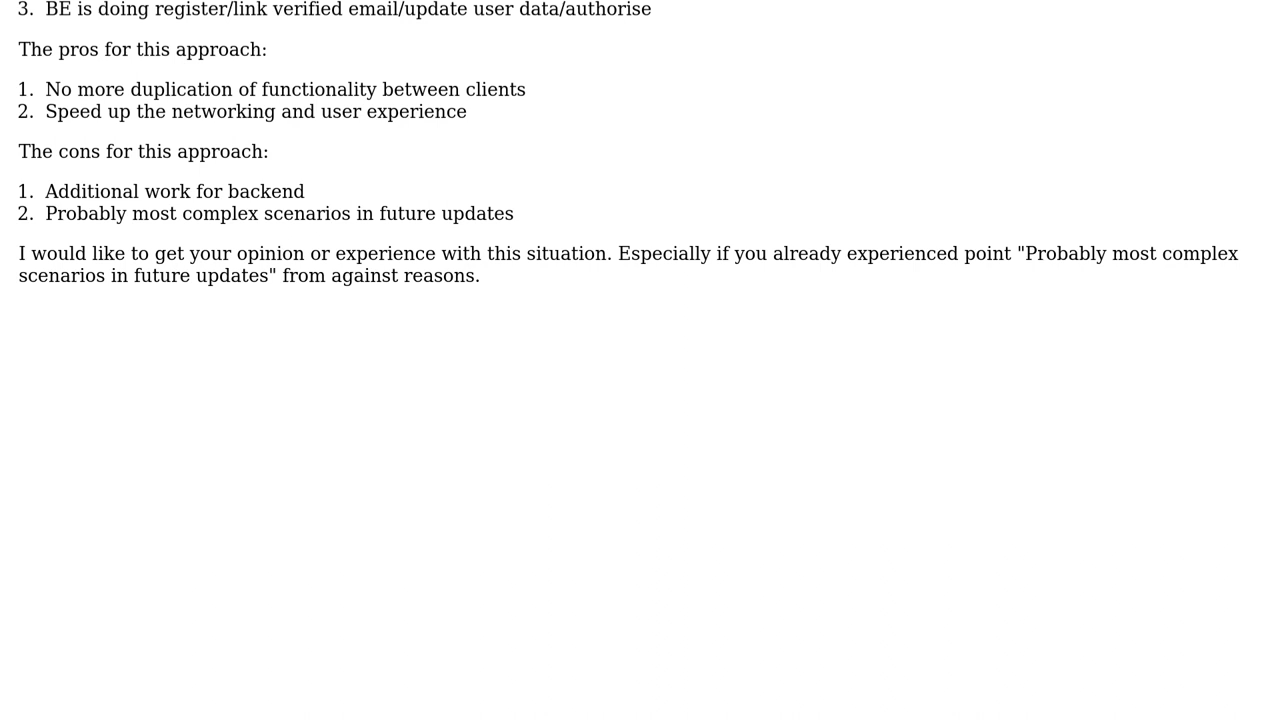 3. BE is doing register/link verified email/update user data/authorise
The pros for this approach:
1. No more duplication of functionality between clients
2. Speed up the networking and user experience
The cons for this approach:
1. Additional work for backend
2. Probably most complex scenarios in future updates
I would like to get your opinion or experience with this situation. Especially if you already experienced point "Probably most complex
scenarios in future updates" from against reasons.